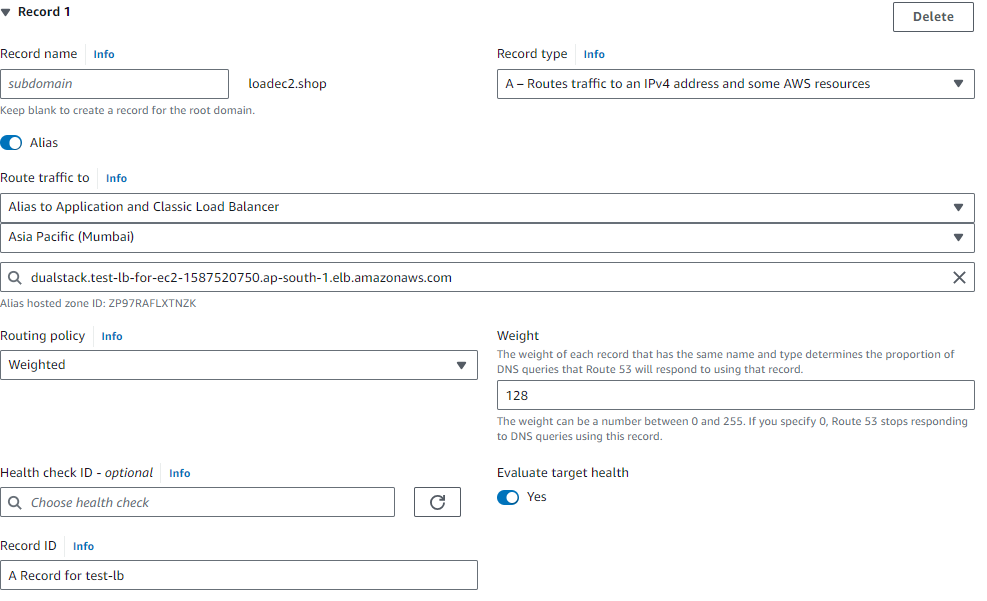 Record 1
Delete
Record name Info
Record type Info
subdomain
loadec2.shop
A – Routes traffic to an IPv4 address and some AWS resources
Keep blank to create a record for the root domain.
Alias
Route traffic to Info
Alias to Application and Classic Load Balancer
Asia Pacific (Mumbai)
dualstack.test-lb-for-ec2-1587520750.ap-south-1.elb.amazonaws.com
Alias hosted zone ID: ZP97RAFLXTNZK
Routing policy Info
Weighted
Weight
The weight of each record that has the same name and type determines the proportion of
DNS queries that Route 53 will respond to using that record.
128
The weight can be a number between 0 and 255. If you specify 0, Route 53 stops responding
to DNS queries using this record.
Health check ID - optional Info
Choose health check
Evaluate target health
Yes
Record ID Info
A Record for test-lb